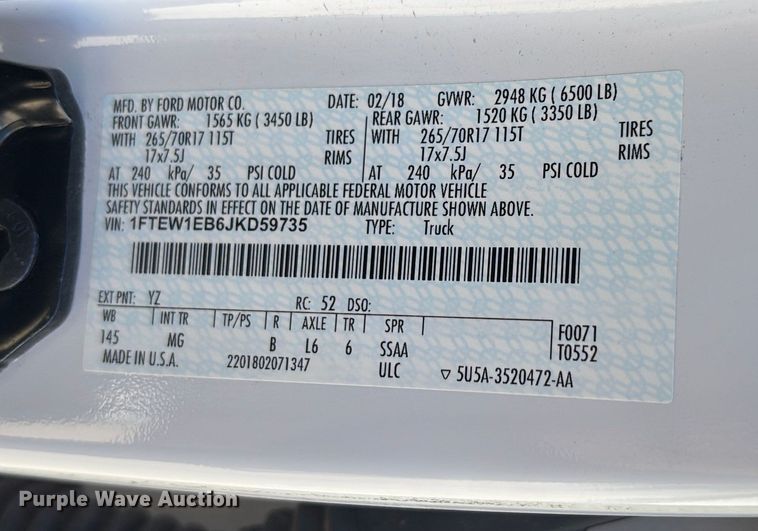 MFD. BY FORD MOTOR CO. DATE: 02/18 GVWR: 2948 KG ( 6500 LB)
FRONT GAWR: 1565 KG ( 3450 LB) REAR GAWR: 1520 KG ( 3350 LB)
WITH 265/70R17 115T TIRES WITH 265/70R17 115T TIRES
17x7.5J RIMS 17x7.5J RIMS
AT 240 kPa/ 35 PSI COLD AT 240 kPa/ 35 PSI COLD
THIS VEHICLE CONFORMS TO ALL APPLICABLE FEDERAL MOTOR VEHICLE
SAFETY STANDARDS IN EFFECT ON THE DATE OF MANUFACTURE SHOWN ABOVE.
VIN: 1FTEW1EB6JKD59735 TYPE: Truck
EXT PNT: YZ RC: 52 DSO:
WB INT TR TP/PS R AXLE TR SPR F0071
145 MG B L6 6 SSAA T0552
MADE IN U.S.A. 2201802071347 ULC ▽ 5U5A-3520472-AA
Purple Wave Auction